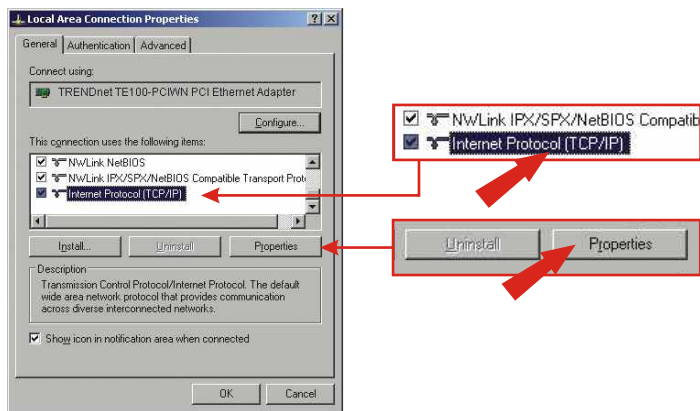 Local Area Connection Properties
General
Authentication
Advanced
Connect using:
TRENDnet TE100-PCIWN PCI Ethernet Adapter
Configure...
This connection uses the following items:
NWLink NetBIOS
NWLink IPX/SPX/NetBIOS Compatible Transport Prot
Internet Protocol (TCP/IP)
Install...
Uninstall
Properties
Description
Transmission Control Protocol/Internet Protocol. The default
wide area network protocol that provides communication
across diverse interconnected networks.
Show icon in notification area when connected
OK
Cancel
NWLink IPX/SPX/NetBIOS Compatib
Internet Protocol (TCP/IP)
Uninstall
Properties